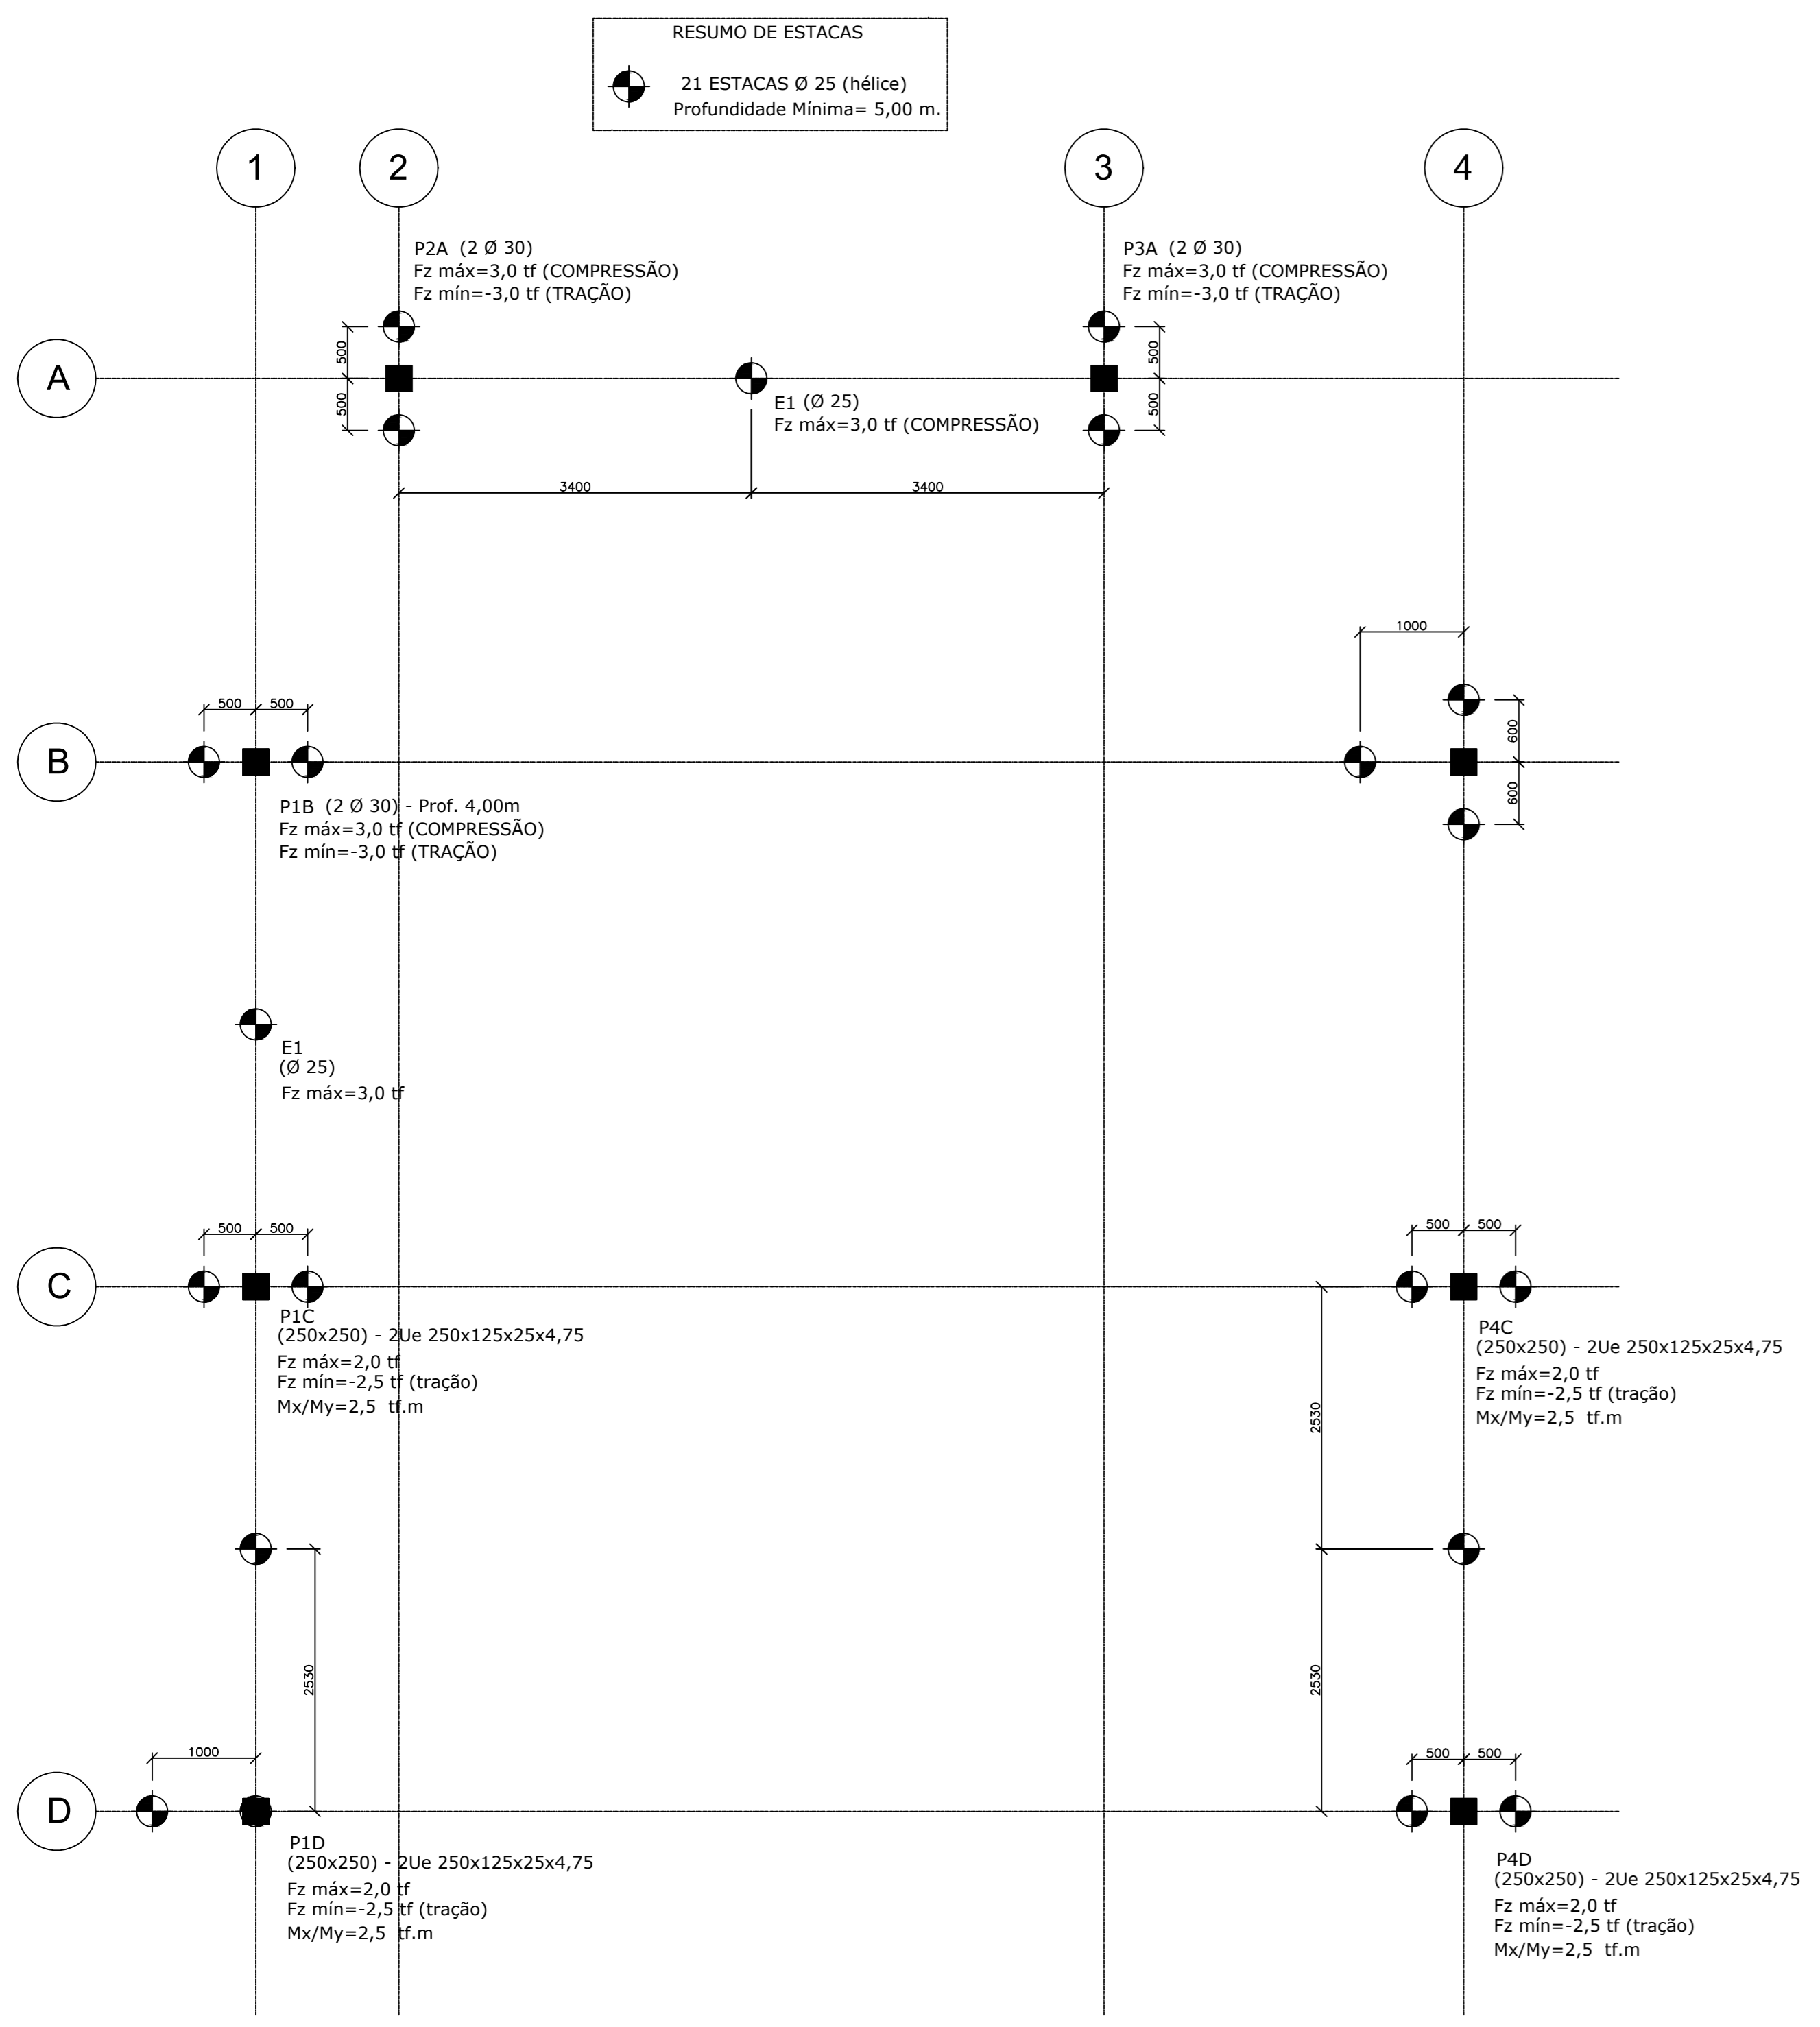 RESUMO DE ESTACAS
21 ESTACAS Ø 25 (hélice)
Profundidade Mínima= 5,00 m.
1
2
3
4
P2A (2 Ø 30)
Fz máx=3,0 tf (COMPRESSÃO)
Fz mín=-3,0 tf (TRAÇÃO)
P3A (2 Ø 30)
Fz máx=3,0 tf (COMPRESSÃO)
Fz mín=-3,0 tf (TRAÇÃO)
500
500
A
500
500
E1 (Ø 25)
Fz máx=3,0 tf (COMPRESSÃO)
3400
3400
1000
500
500
600
B
600
P1B (2 Ø 30) - Prof. 4,00m
Fz máx=3,0 tf (COMPRESSÃO)
Fz mín=-3,0 tf (TRAÇÃO)
E1
(Ø 25)
Fz máx=3,0 tf
500
500
500
500
C
P1C
(250x250) - 2Ue 250x125x25x4,75
Fz máx=2,0 tf
Fz mín=-2,5 tf (tração)
Mx/My=2,5 tf.m
P4C
(250x250) - 2Ue 250x125x25x4,75
Fz máx=2,0 tf
Fz mín=-2,5 tf (tração)
Mx/My=2,5 tf.m
2530
2530
2530
1000
500
500
D
P1D
(250x250) - 2Ue 250x125x25x4,75
Fz máx=2,0 tf
Fz mín=-2,5 tf (tração)
Mx/My=2,5 tf.m
P4D
(250x250) - 2Ue 250x125x25x4,75
Fz máx=2,0 tf
Fz mín=-2,5 tf (tração)
Mx/My=2,5 tf.m